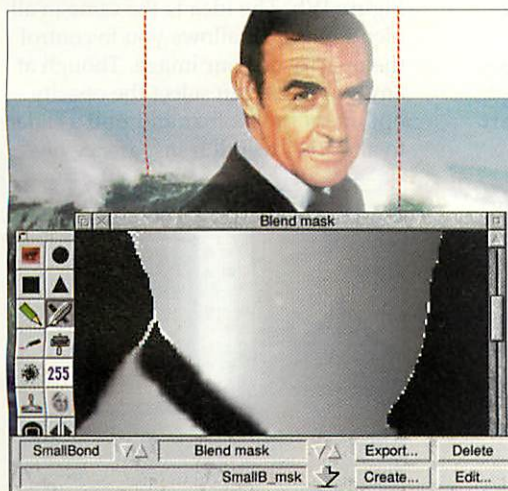 Blend mask
255
SmallBond
Blend mask
Export...
Delete
SmallB_msk
Create...
Edit...